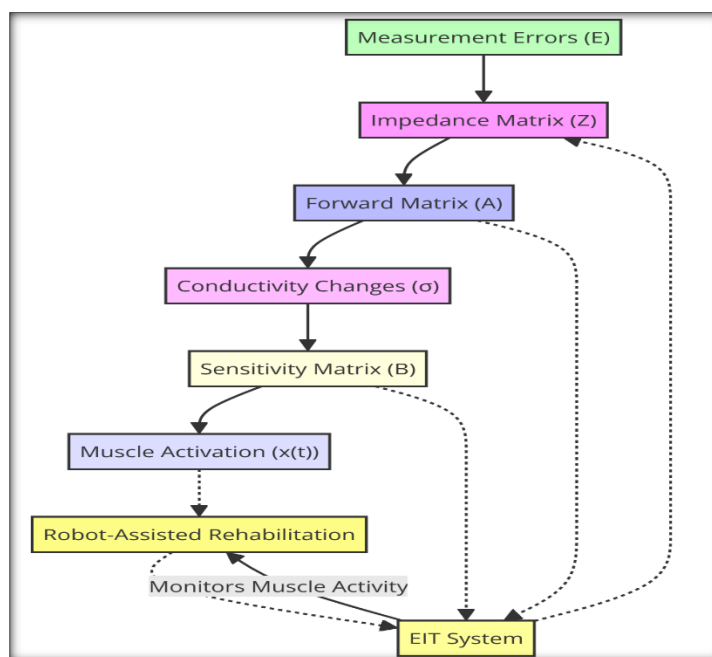 Measurement Errors (E)
Impedance Matrix (Z)
Forward Matrix (A)
Conductivity Changes (σ)
Sensitivity Matrix (B)
Muscle Activation (x(t))
Robot-Assisted Rehabilitation
Monitors Muscle Activity
EIT System